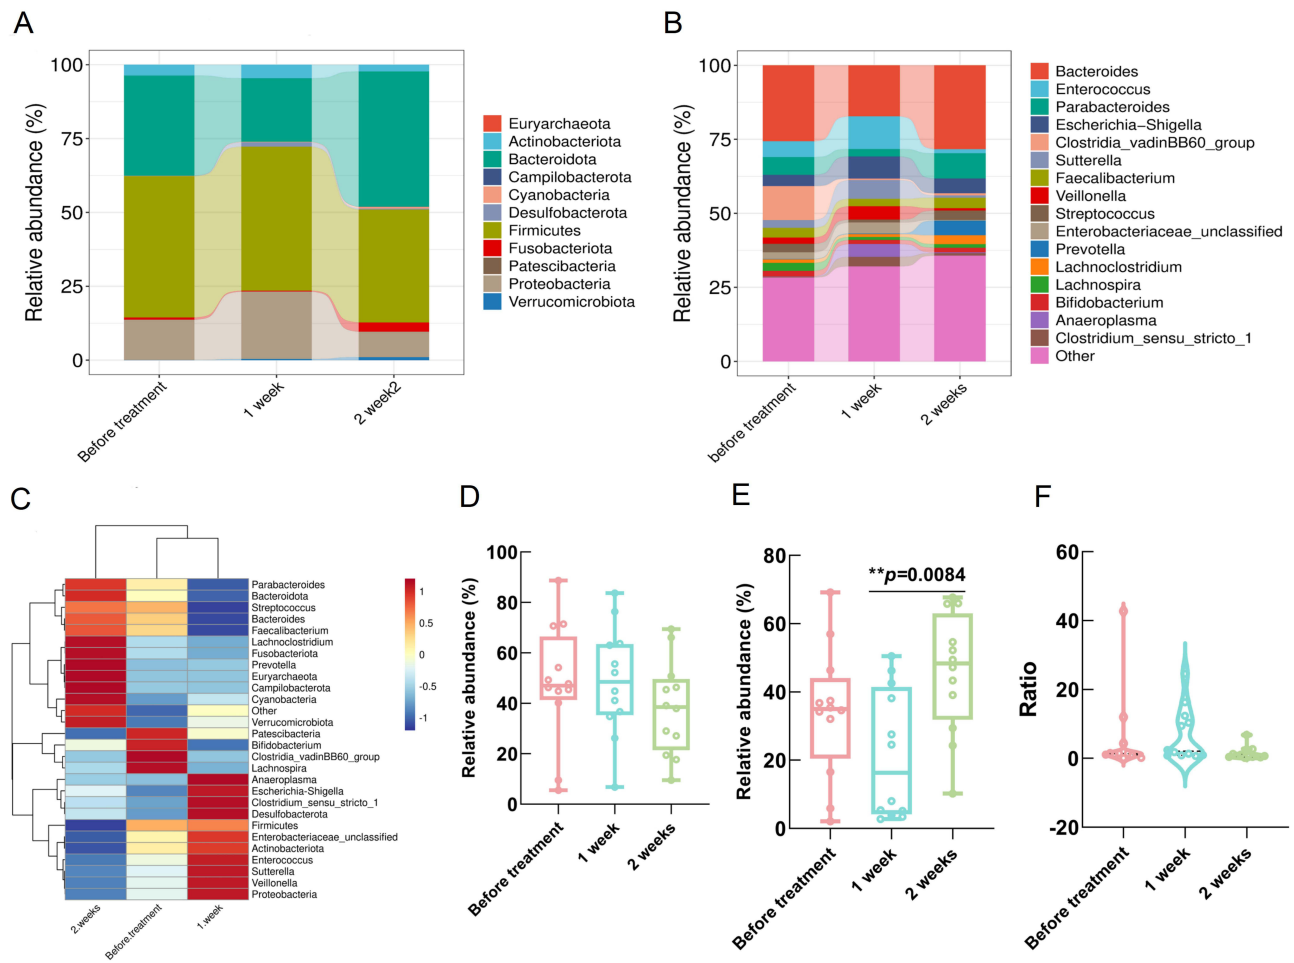 A
Relative abundance (%)
100
75
50
25
0
Before treatment
1 week
2 week2
Euryarchaeota
Actinobacteriota
Bacteroidota
Campilobacterota
Cyanobacteria
Desulfobacterota
Firmicutes
Fusobacteriota
Patescibacteria
Proteobacteria
Verrucomicrobiota
B
Relative abundance (%)
100
75
50
25
0
before treatment
1 week
2 weeks
Bacteroides
Enterococcus
Parabacteroides
Escherichia−Shigella
Clostridia_vadinBB60_group
Sutterella
Faecalibacterium
Veillonella
Streptococcus
Enterobacteriaceae_unclassified
Prevotella
Lachnoclostridium
Lachnospira
Bifidobacterium
Anaeroplasma
Clostridium_sensu_stricto_1
Other
C
Parabacteroides
Bacteroidota
Streptococcus
Bacteroides
Faecalibacterium
Lachnoclostridium
Fusobacteriota
Prevotella
Euryarchaeota
Campilobacterota
Cyanobacteria
Other
Verrucomicrobiota
Patescibacteria
Bifidobacterium
Clostridia_vadinBB60_group
Lachnospira
Anaeroplasma
Escherichia-Shigella
Clostridium_sensu_stricto_1
Desulfobacterota
Firmicutes
Enterobacteriaceae_unclassified
Actinobacteriota
Enterococcus
Sutterella
Veillonella
Proteobacteria
2.weeks
Before.treatment
1.week
1
0.5
0
-0.5
-1
D
Relative abundance (%)
100
80
60
40
20
0
Before treatment
1 week
2 weeks
E
Relative abundance (%)
80
60
40
20
0
**p=0.0084
Before treatment
1 week
2 weeks
F
Ratio
60
40
20
0
-20
Before treatment
1 week
2 weeks